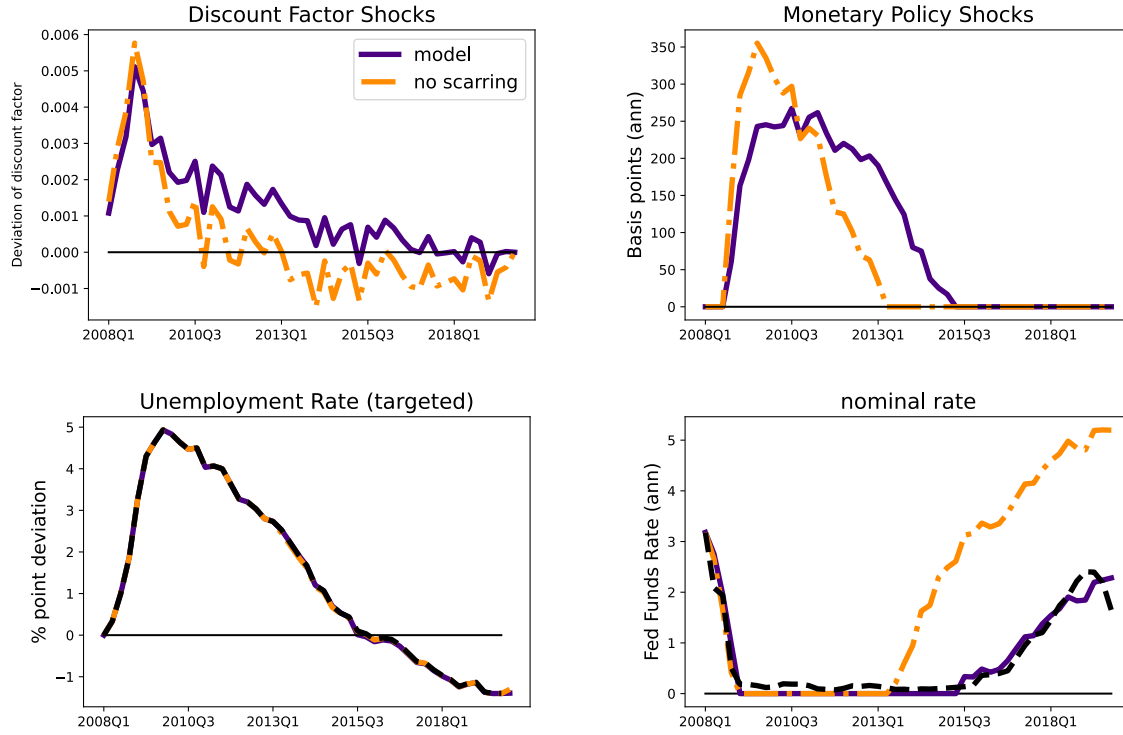 Discount Factor Shocks
Deviation of discount factor
0.006
0.005
0.004
0.003
0.002
0.001
0.000
−0.001
model
no scarring
2008Q1 2010Q3 2013Q1 2015Q3 2018Q1
Monetary Policy Shocks
Basis points (ann)
350
300
250
200
150
100
50
0
2008Q1 2010Q3 2013Q1 2015Q3 2018Q1
Unemployment Rate (targeted)
% point deviation
5
4
3
2
1
0
−1
2008Q1 2010Q3 2013Q1 2015Q3 2018Q1
nominal rate
Fed Funds Rate (ann)
5
4
3
2
1
0
2008Q1 2010Q3 2013Q1 2015Q3 2018Q1